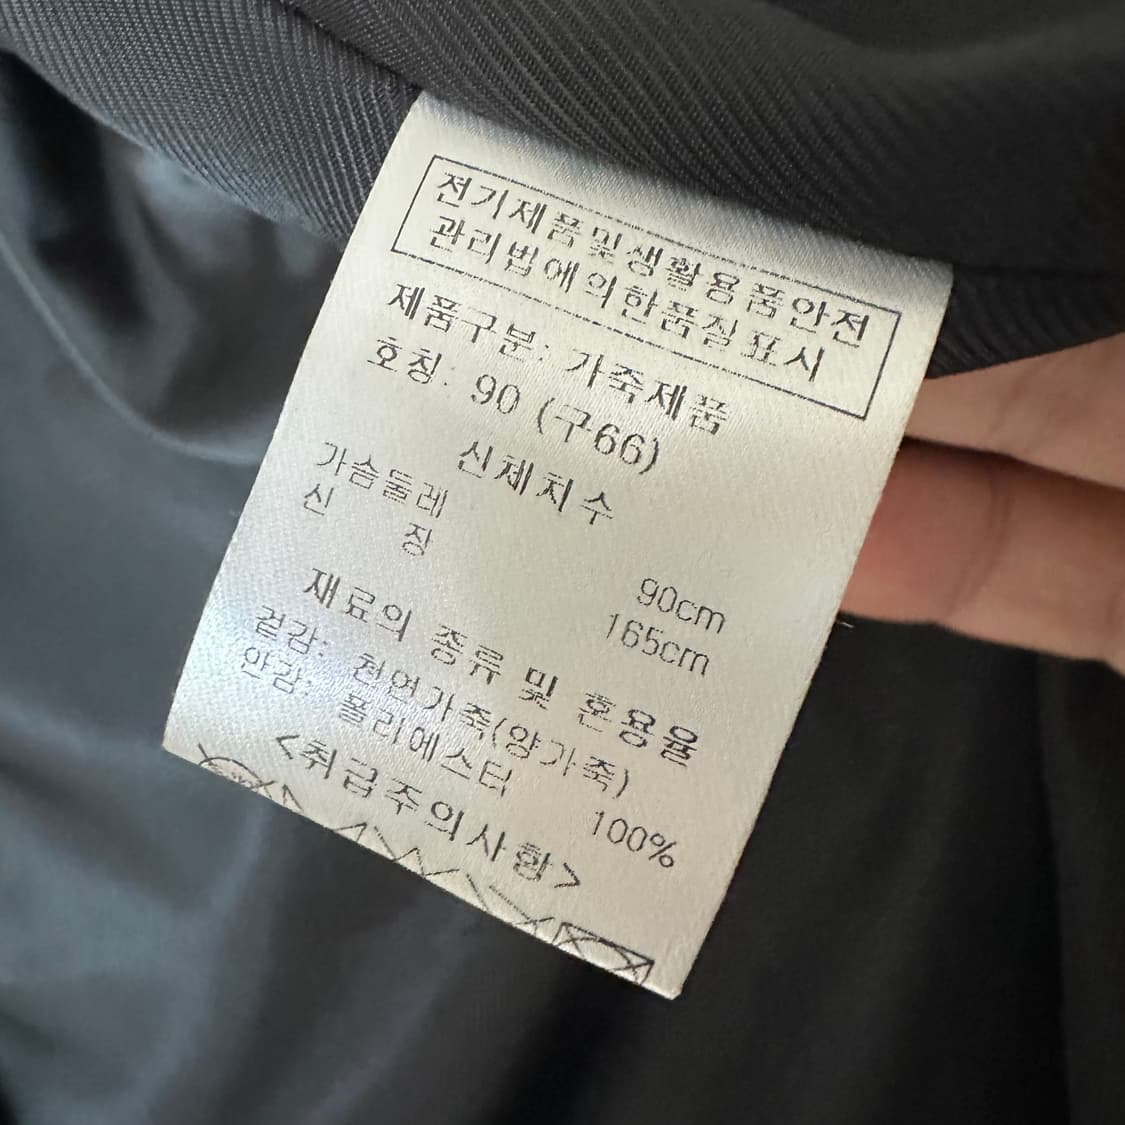 전기제품및생활용품안전
관리법에의한품질표시
제품구분: 가죽제품
호칭: 90 (구66)
신체치수
가슴둘레 90cm
신 장 165cm
재료의 종류 및 혼용율
겉감: 천연가죽(양가죽)
안감: 폴리에스터 100%
<취급주의사항>